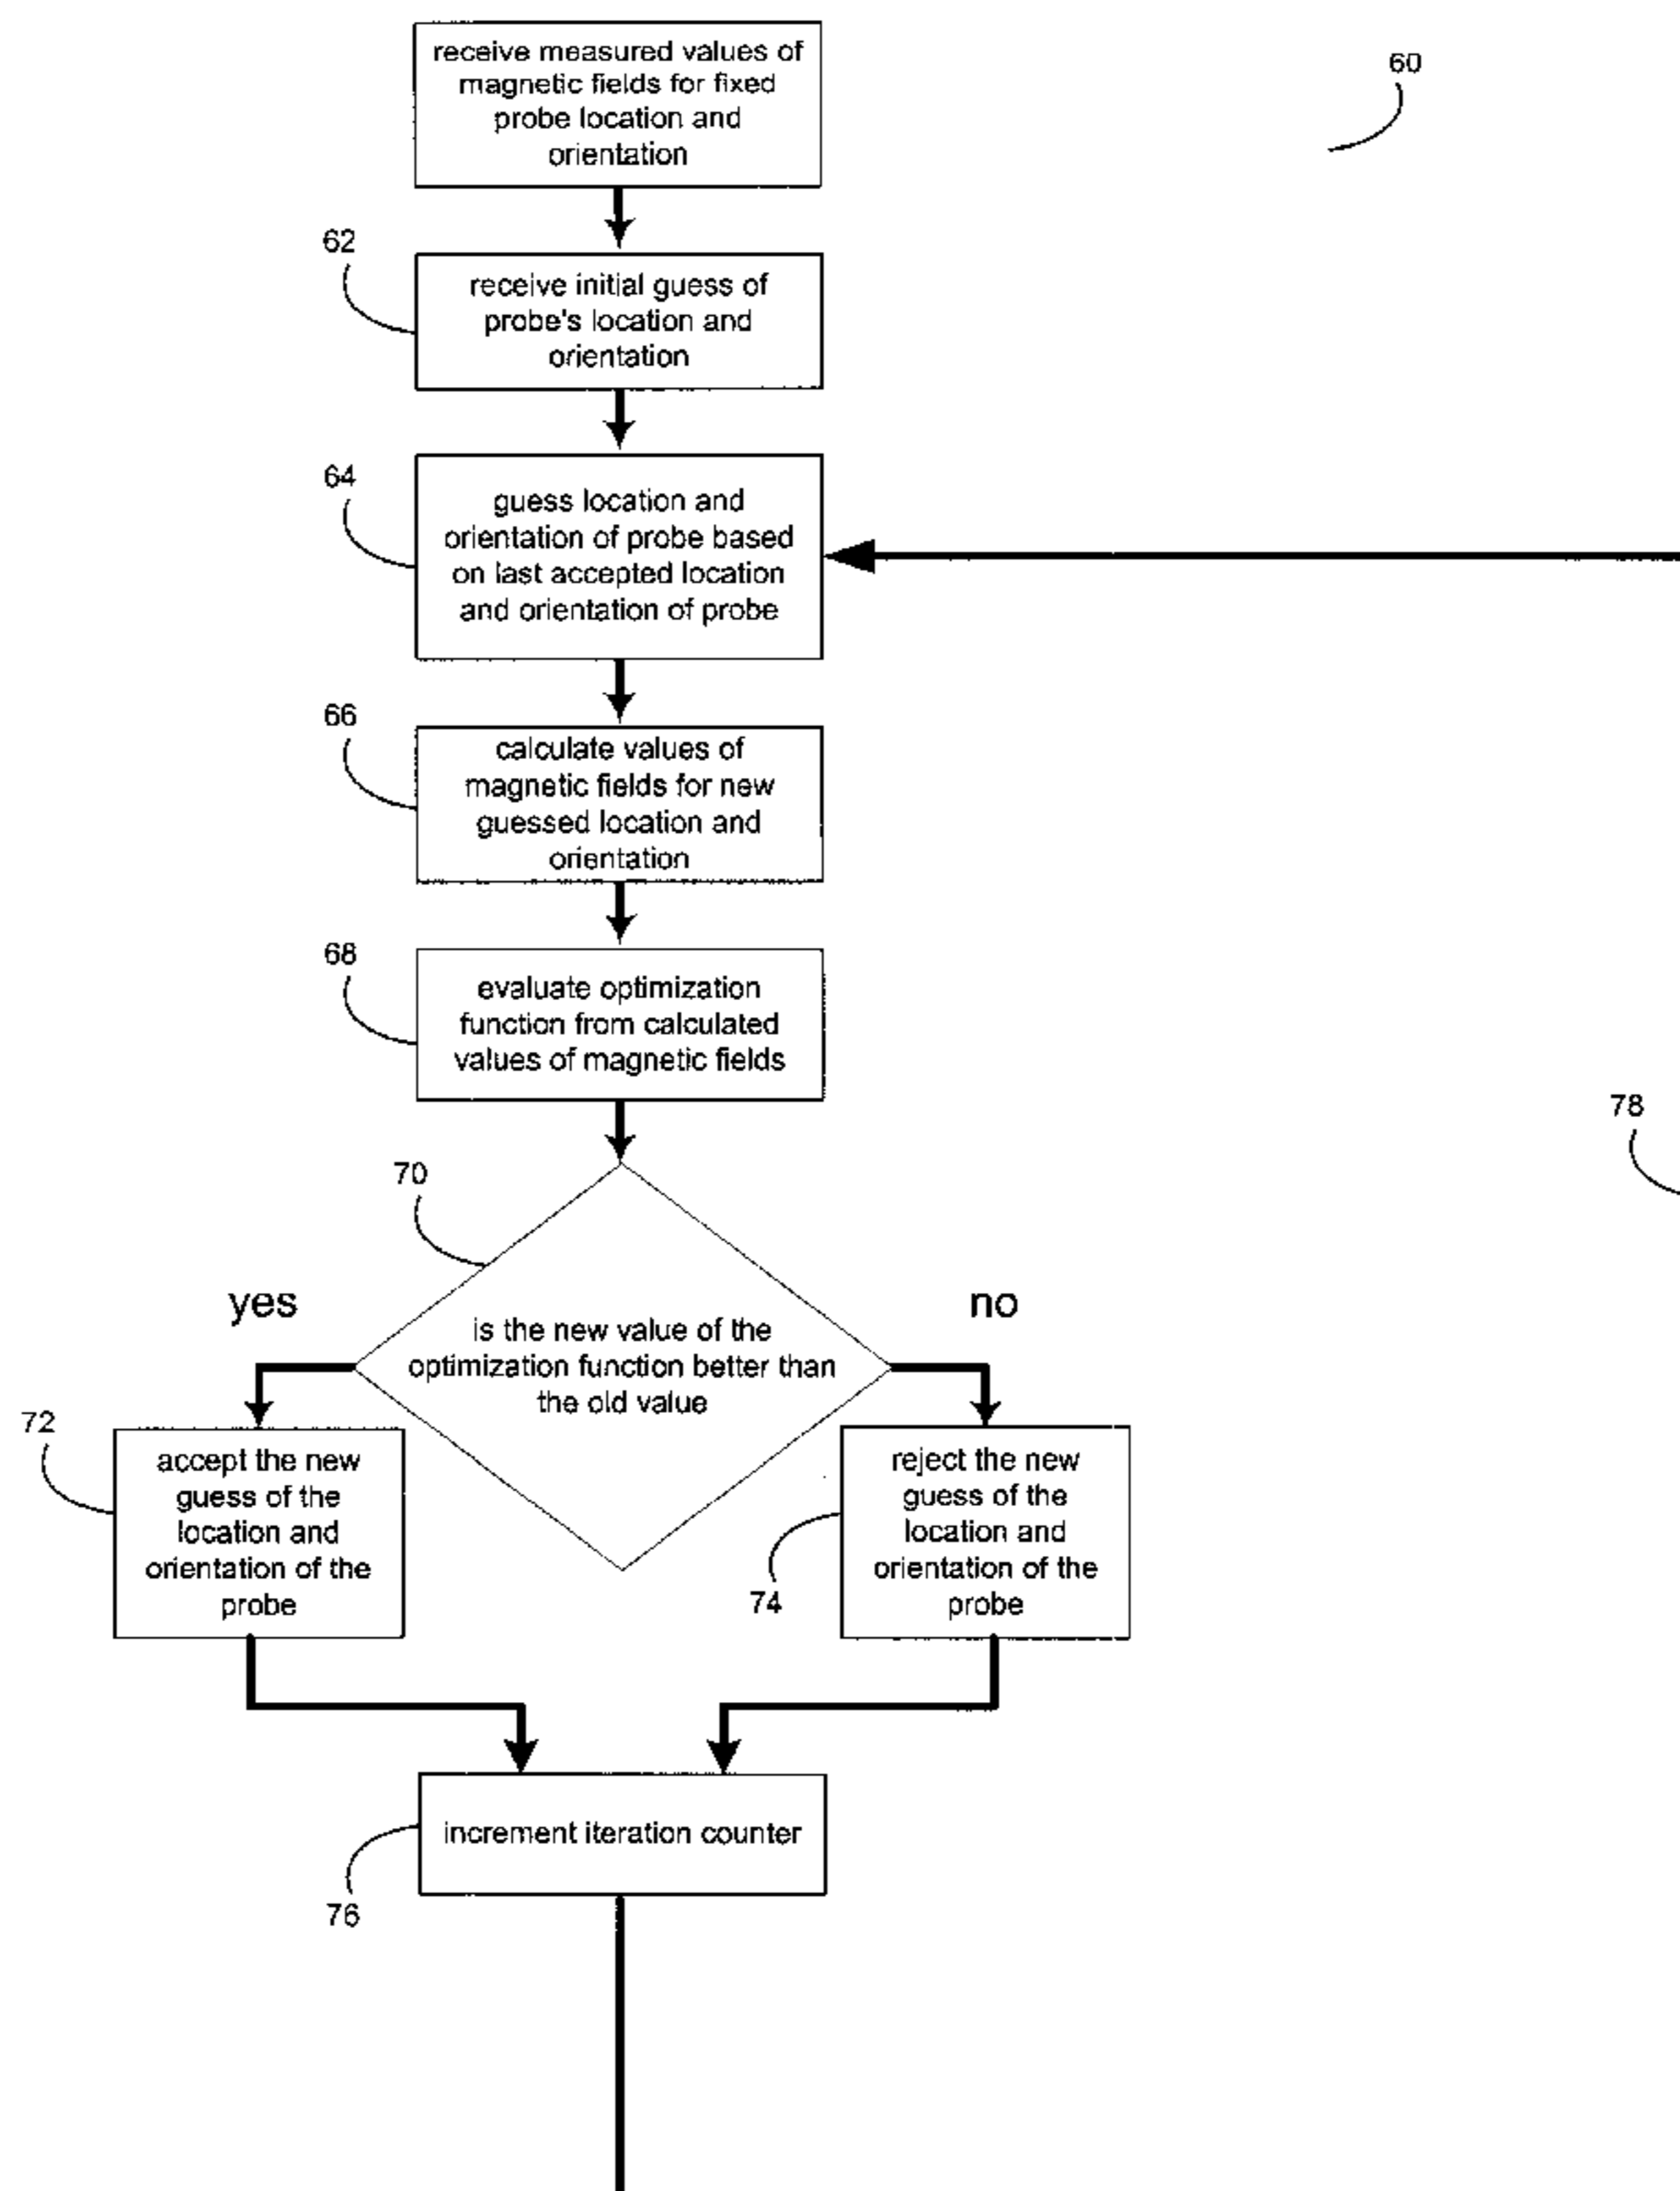 receive measured values of
magnetic fields for fixed
probe location and
orientation
60
62
receive initial guess of
probe's location and
orientation
64
guess location and
orientation of probe based
on last accepted location
and orientation of probe
66
calculate values of
magnetic fields for new
guessed location and
orientation
68
evaluate optimization
function from calculated
values of magnetic fields
78
70
yes
no
is the new value of the
optimization function better than
the old value
72
accept the new
guess of the
location and
orientation of the
probe
reject the new
guess of the
location and
orientation of the
probe
74
increment iteration counter
76